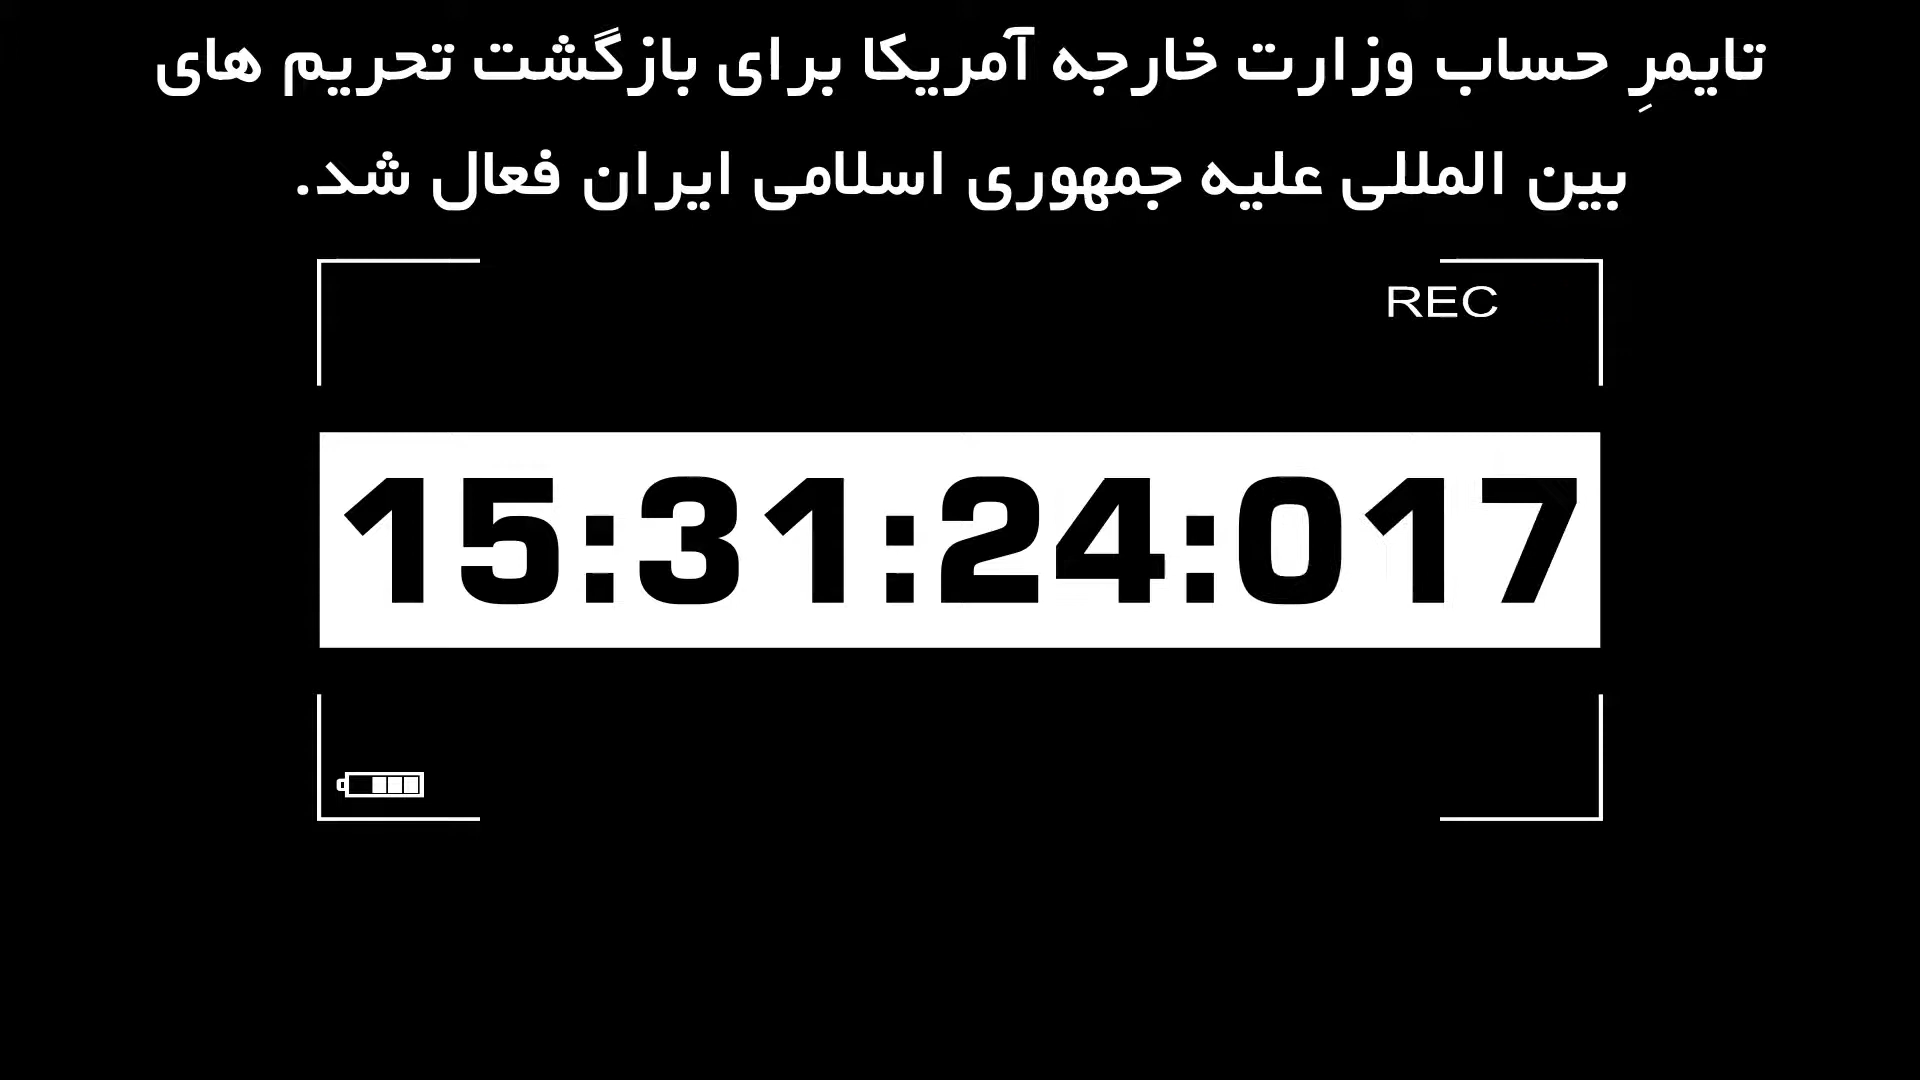 تایمرِ حساب وزارت خارجه آمریکا برای بازگشت تحریم های
بین المللی علیه جمهوری اسلامی ایران فعال شد.
REC
15:31:24:017